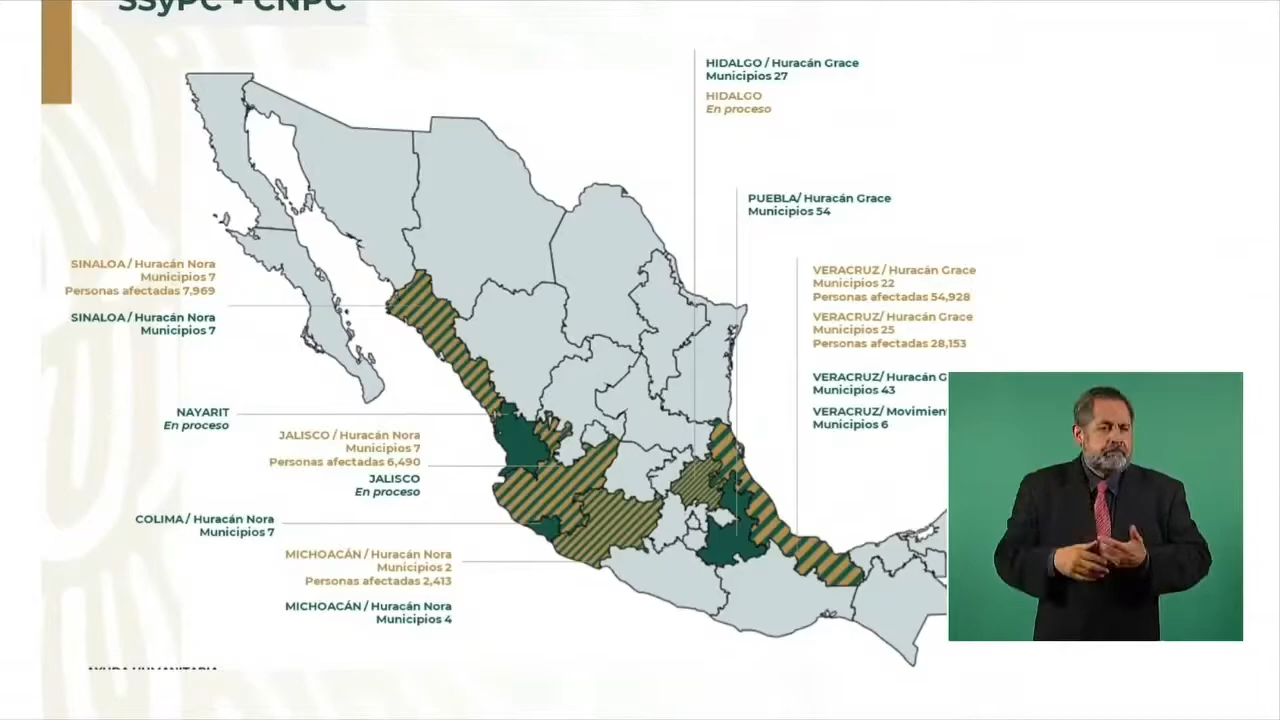 SSyPC - CNPC
HIDALGO / Huracán Grace
Municipios 27
HIDALGO
En proceso
PUEBLA/ Huracán Grace
Municipios 54
SINALOA / Huracán Nora
Municipios 7
Personas afectadas 7,969
SINALOA / Huracán Nora
Municipios 7
VERACRUZ / Huracán Grace
Municipios 22
Personas afectadas 54,928
VERACRUZ / Huracán Grace
Municipios 25
Personas afectadas 28,153
VERACRUZ/ Huracán G
Municipios 43
VERACRUZ/ Movimien
Municipios 6
NAYARIT
En proceso
JALISCO / Huracán Nora
Municipios 7
Personas afectadas 6,490
JALISCO
En proceso
COLIMA / Huracán Nora
Municipios 7
MICHOACÁN / Huracán Nora
Municipios 2
Personas afectadas 2,413
MICHOACÁN / Huracán Nora
Municipios 4
AYUDA HUMANITARIA